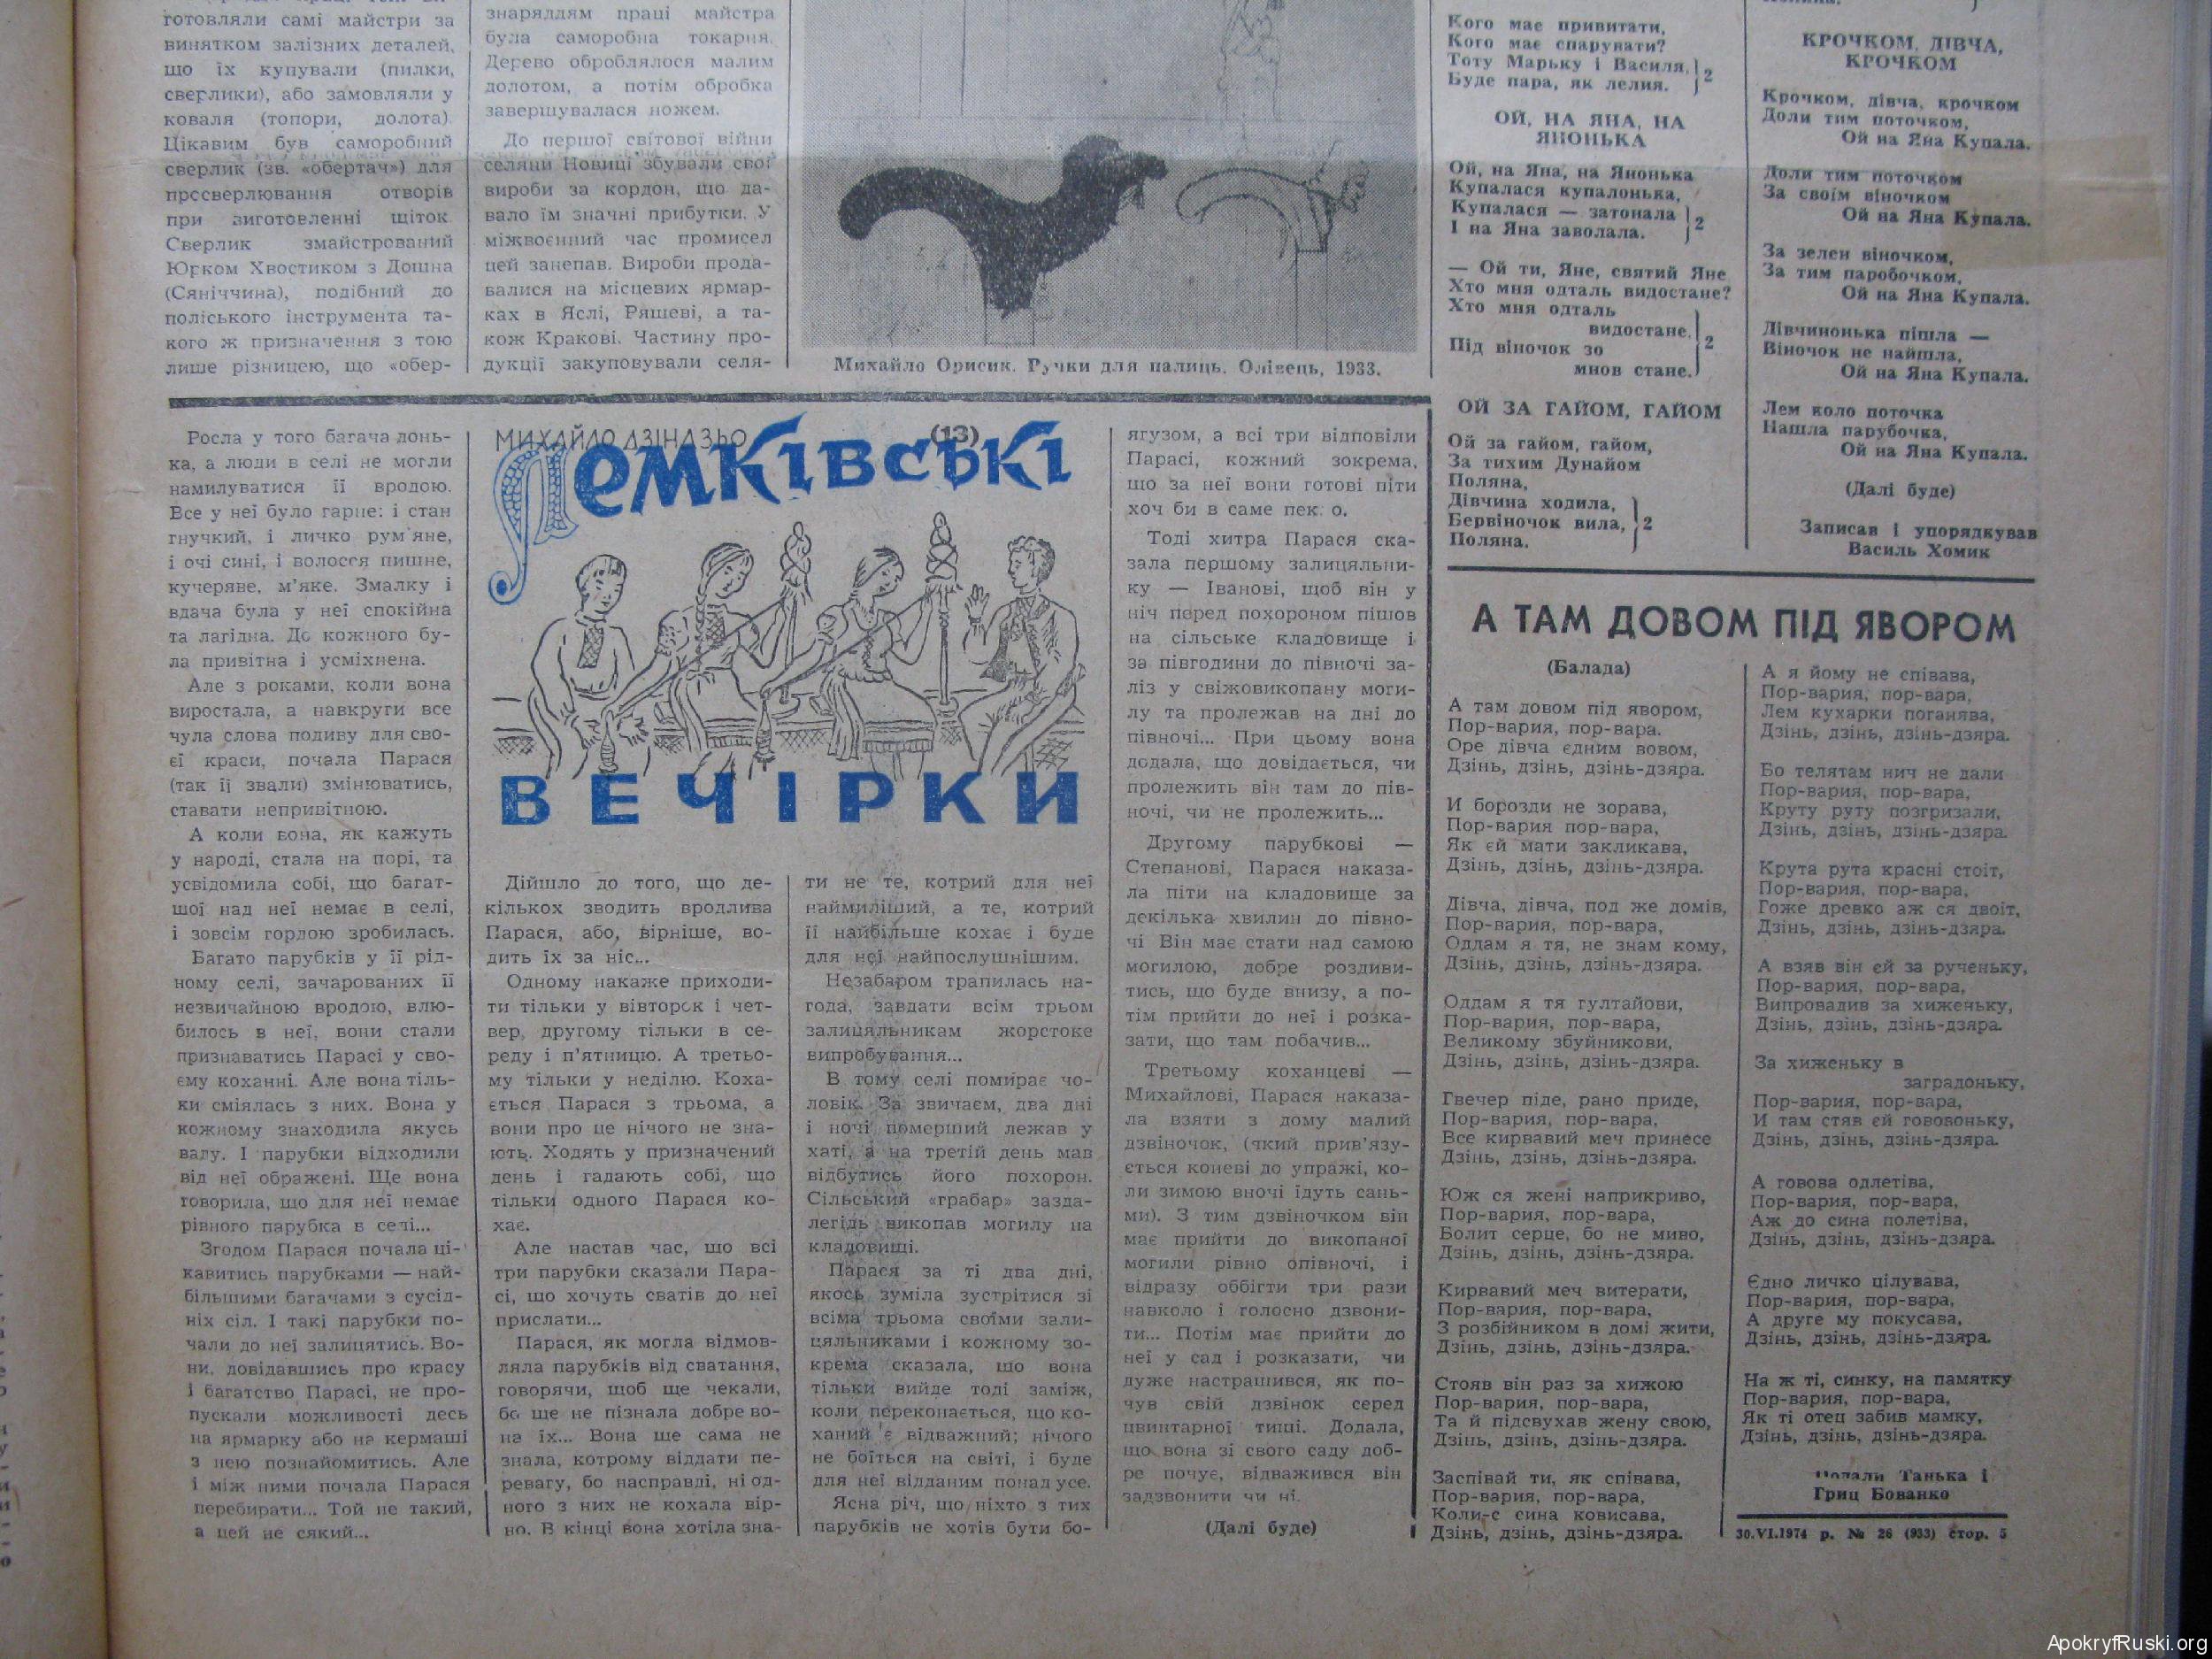 готовляли самі майстри за
винятком залізних деталей,
що їх купували (пилки,
сверлики), або замовляли у
коваля (топори, долота).
Цікавим був саморобний
сверлик (зв. «обертач») для
просверлювання отворів
при виготовленні щіток.
Сверлик змайстрований
Юрком Хвостиком з Дошна
(Сяніччина), подібний до
поліського інструмента та-
кого ж призначення з тою
лише різницею, що «обер-
знаряддям праці майстра
була саморобна токарня.
Дерево оброблялося малим
долотом, а потім обробка
завершувалася ножем.
До першої світової війни
селяни Новиці збували свої
вироби за кордон, що да-
вало їм значні прибутки. У
міжвоєнний час промисел
цей занепав. Вироби прода-
валися на місцевих ярмар-
ках в Яслі, Ряшеві, а та-
кож Кракові. Частину про-
дукції закуповували селя-
Михайло Орисик. Ручки для палиць. Олівець, 1933.
Кого має привитати,
Кого має спарувати?
Тоту Марьку і Василя, } 2
Буде пара, як лелия.
ОЙ, НА ЯНА, НА
ЯНОНЬКА
Ой, на Яна, на Янонька
Купалася купалонька,
Купалася — затонала } 2
І на Яна заволала.
— Ой ти, Яне, святий Яне
Хто мня одталь видостане?
Хто мня одталь
видостане,
Під віночок зо } 2
мнов стане.
ОЙ ЗА ГАЙОМ, ГАЙОМ
Ой за гайом, гайом,
За тихим Дунайом
Поляна,
Дівчина ходила,
Бервіночок вила, } 2
Поляна.
КРОЧКОМ, ДІВЧА,
КРОЧКОМ
Крочком, дівча, крочком
Доли тим поточком,
Ой на Яна Купала.
Доли тим поточком
За своїм віночком
Ой на Яна Купала.
За зелен віночком,
За тим паробочком,
Ой на Яна Купала.
Дівчинонька пішла —
Віночок не найшла,
Ой на Яна Купала.
Лем коло поточка
Нашла парубочка,
Ой на Яна Купала.
(Далі буде)
Записав і упорядкував
Василь Хомик
МИХАЙЛО ДЗІНДЗЬО (13)
Лемківські
ВЕЧІРКИ
Росла у того багача донь-
ка, а люди в селі не могли
намилуватися її вродою.
Все у неї було гарне: і стан
гнучкий, і личко рум'яне,
і очі сині, і волосся пишне,
кучеряве, м'яке. Змалку і
вдача була у неї спокійна
та лагідна. До кожного бу-
ла привітна і усміхнена.
Але з роками, коли вона
виростала, а навкруги все
чула слова подиву для сво-
єї краси, почала Парася
(так її звали) змінюватись,
ставати непривітною.
А коли вона, як кажуть
у народі, стала на порі, та
усвідомила собі, що багат-
шої над неї немає в селі,
і зовсім гордою зробилась.
Багато парубків у її рід-
ному селі, зачарованих її
незвичайною вродою, влю-
билось в неї, вони стали
признаватись Парасі у сво-
єму коханні. Але вона тіль-
ки сміялась з них. Вона у
кожному знаходила якусь
ваду. І парубки відходили
від неї ображені. Ще вона
говорила, що для неї немає
рівного парубка в селі...
Згодом Парася почала ці-
кавитись парубками — най-
більшими багачами з сусід-
ніх сіл. І такі парубки по-
чали до неї залицятись. Во-
ни, довідавшись про красу
і багатство Парасі, не про-
пускали можливості десь
на ярмарку або на кермаші
з нею познайомитись. Але
і між ними почала Парася
перебирати... Той не такий,
а цей не сякий...
Дійшло до того, що де-
кількох зводить вродлива
Парася, або, вірніше, во-
дить їх за ніс...
Одному накаже приходи-
ти тільки у вівторок і чет-
вер, другому тільки в се-
реду і п'ятницю. А третьо-
му тільки у неділю. Коха-
ється Парася з трьома, а
вони про це нічого не зна-
ють. Ходять у призначений
день і гадають собі, що
тільки одного Парася ко-
хає.
Але настав час, що всі
три парубки сказали Пара-
сі, що хочуть сватів до неї
прислати...
Парася, як могла відмов-
ляла парубків від сватання,
говорячи, щоб ще чекали,
бо ще не пізнала добре во-
на їх... Вона ще сама не
знала, котрому віддати пе-
ревагу, бо насправді, ні од-
ного з них не кохала вір-
но. В кінці вона хотіла зна-
ти не те, котрий для неї
наймиліший, а те, котрий
її найбільше кохає і буде
для неї найпослушнішим.
Незабаром трапилась на-
года, завдати всім трьом
залицяльникам жорстоке
випробування...
В тому селі помирає чо-
ловік. За звичаєм, два дні
і ночі померший лежав у
хаті, а на третій день мав
відбутись його похорон.
Сільський «грабар» зазда-
легідь викопав могилу на
кладовищі.
Парася за ті два дні,
якось зуміла зустрітися зі
всіма трьома своїми зали-
цяльниками і кожному зо-
крема сказала, що вона
тільки вийде тоді заміж,
коли переконається, що ко-
ханий є відважний; нічого
не боїться на світі, і буде
для неї відданим понад усе.
Ясна річ, що ніхто з тих
парубків не хотів бути бо-
ягузом, а всі три відповіли
Парасі, кожний зокрема,
що за неї вони готові піти
хоч би в саме пек. о.
Тоді хитра Парася ска-
зала першому залицяльни-
ку — Іванові, щоб він у
ніч перед похороном пішов
на сільське кладовище і
за півгодини до півночі за-
ліз у свіжовикопану моги-
лу та пролежав на дні до
півночі... При цьому вона
додала, що довідається, чи
пролежить він там до пів-
ночі, чи не пролежить...
Другому парубкові —
Степанові, Парася наказа-
ла піти на кладовище за
декілька хвилин до півно-
чі Він має стати над самою
могилою, добре роздиви-
тись, що буде внизу, а по-
тім прийти до неї і розка-
зати, що там побачив...
Третьому коханцеві —
Михайлові, Парася наказа-
ла взяти з дому малий
дзвіночок, (який прив'язу-
ється коневі до упряжі, ко-
ли зимою вночі їдуть сань-
ми). З тим дзвіночком він
має прийти до викопаної
могили рівно опівночі, і
відразу оббігти три рази
навколо і голосно дзвони-
ти... Потім має прийти до
неї у сад і розказати, чи
дуже настрашився, як по-
чув свій дзвінок серед
цвинтарної тиші. Додала,
що вона зі свого саду доб-
ре почує, відважився він
задзвонити чи ні.
(Далі буде)
А ТАМ ДОВОМ ПІД ЯВОРОМ
(Балада)
А там довом під явором,
Пор-вария, пор-вара.
Оре дівча єдним вовом,
Дзінь, дзінь, дзінь-дзяра.
И борозди не зорава,
Пор-вария пор-вара,
Як єй мати закликава,
Дзінь, дзінь, дзінь-дзяра.
Дівча, дівча, под же домів,
Пор-вария, пор-вара,
Оддам я тя, не знам кому,
Дзінь, дзінь, дзінь-дзяра.
Оддам я тя гултайови,
Пор-вария, пор-вара,
Великому збуйникови,
Дзінь, дзінь, дзінь-дзяра.
Гвечер піде, рано приде,
Пор-вария, пор-вара,
Все кирвавий меч принесе
Дзінь, дзінь, дзінь-дзяра.
Юж ся жені наприкриво,
Пор-вария, пор-вара,
Болит серце, бо не миво,
Дзінь, дзінь, дзінь-дзяра.
Кирвавий меч витерати,
Пор-вария, пор-вара,
З розбійником в домі жити,
Дзінь, дзінь, дзінь-дзяра.
Стояв він раз за хижою
Пор-вария, пор-вара,
Та й підсвухав жену свою,
Дзінь, дзінь, дзінь-дзяра.
Заспівай ти, як співава,
Пор-вария, пор-вара,
Коли-с сина ковисава,
Дзінь, дзінь, дзінь-дзяра.
А я йому не співава,
Пор-вария, пор-вара,
Лем кухарки поганява,
Дзінь, дзінь, дзінь-дзяра.
Бо телятам нич не дали
Пор-вария, пор-вара,
Круту руту позгризали,
Дзінь, дзінь, дзінь-дзяра.
Крута рута красні стоіт,
Пор-вария, пор-вара,
Гоже древко аж ся двоіт,
Дзінь, дзінь, дзінь-дзяра.
А взяв він єй за рученьку,
Пор-вария, пор-вара,
Випровадив за хиженьку,
Дзінь, дзінь, дзінь-дзяра.
За хиженьку в
заградоньку,
Пор-вария, пор-вара,
И там стяв єй говвоньку,
Дзінь, дзінь, дзінь-дзяра.
А говова одлетіва,
Пор-вария, пор-вара,
Аж до сина полетіва,
Дзінь, дзінь, дзінь-дзяра.
Єдно личко цілувава,
Пор-вария, пор-вара,
А друге му покусава,
Дзінь, дзінь, дзінь-дзяра.
На ж ті, синку, на памятку
Пор-вария, пор-вара,
Як ті отец забив мамку,
Дзінь, дзінь, дзінь-дзяра.
Подали Танька і
Гриц Бованко
30.VI.1974 р. № 26 (933) стор. 5
ApokryfRuski.org